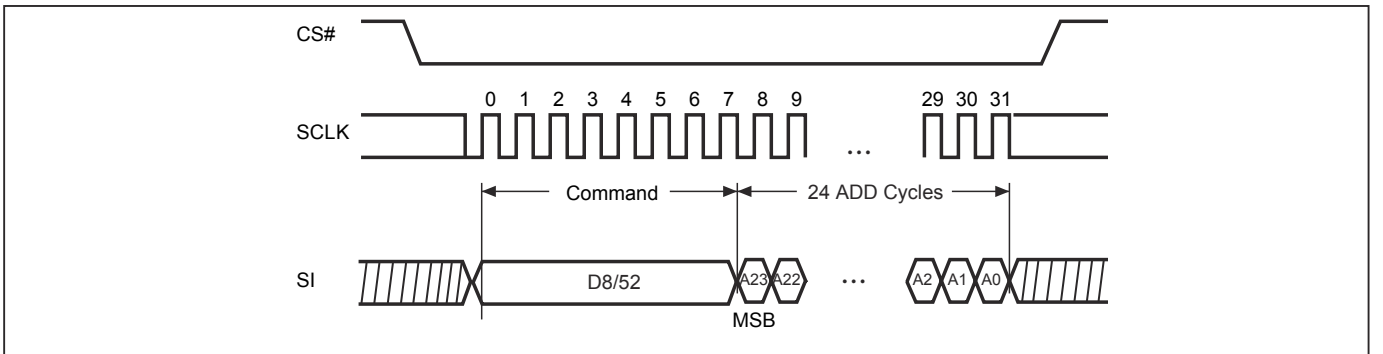 CS#
0 1 2 3 4 5 6 7 8 9 29 30 31
SCLK
...
Command 24 ADD Cycles
SI D8/52 A23 A22 ... A2 A1 A0
MSB